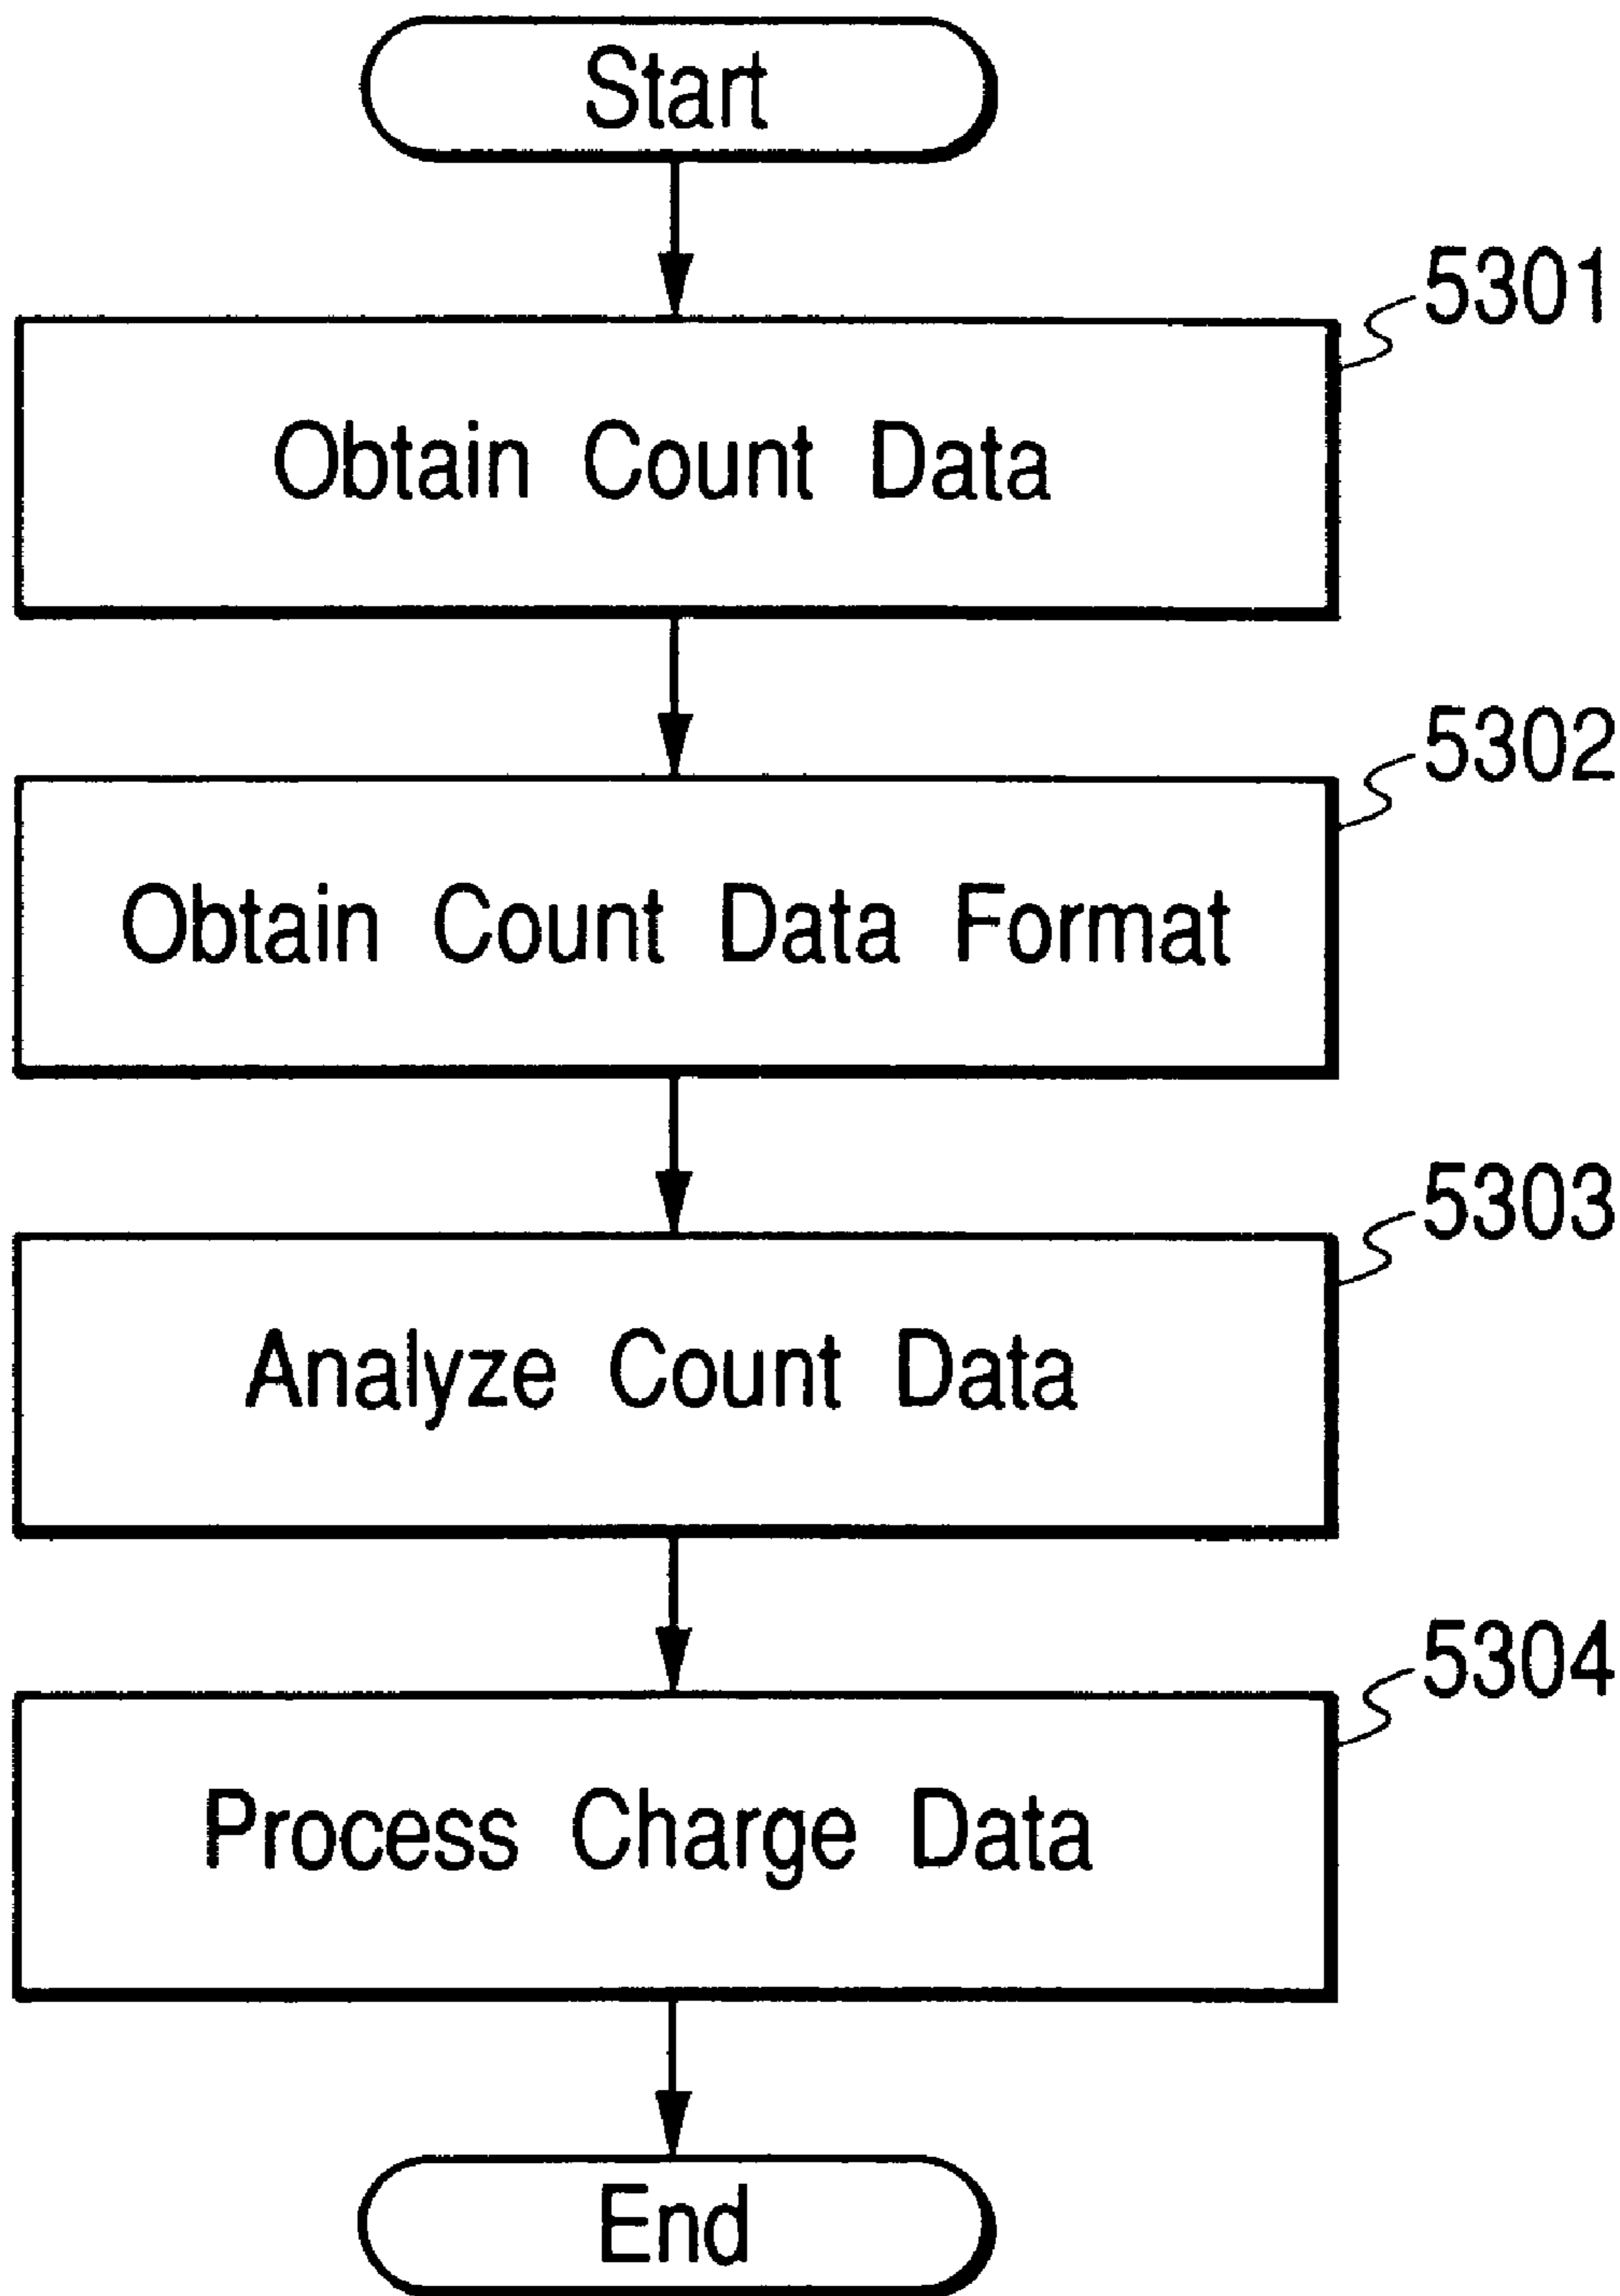 Start
5301
Obtain Count Data
5302
Obtain Count Data Format
5303
Analyze Count Data
5304
Process Charge Data
End